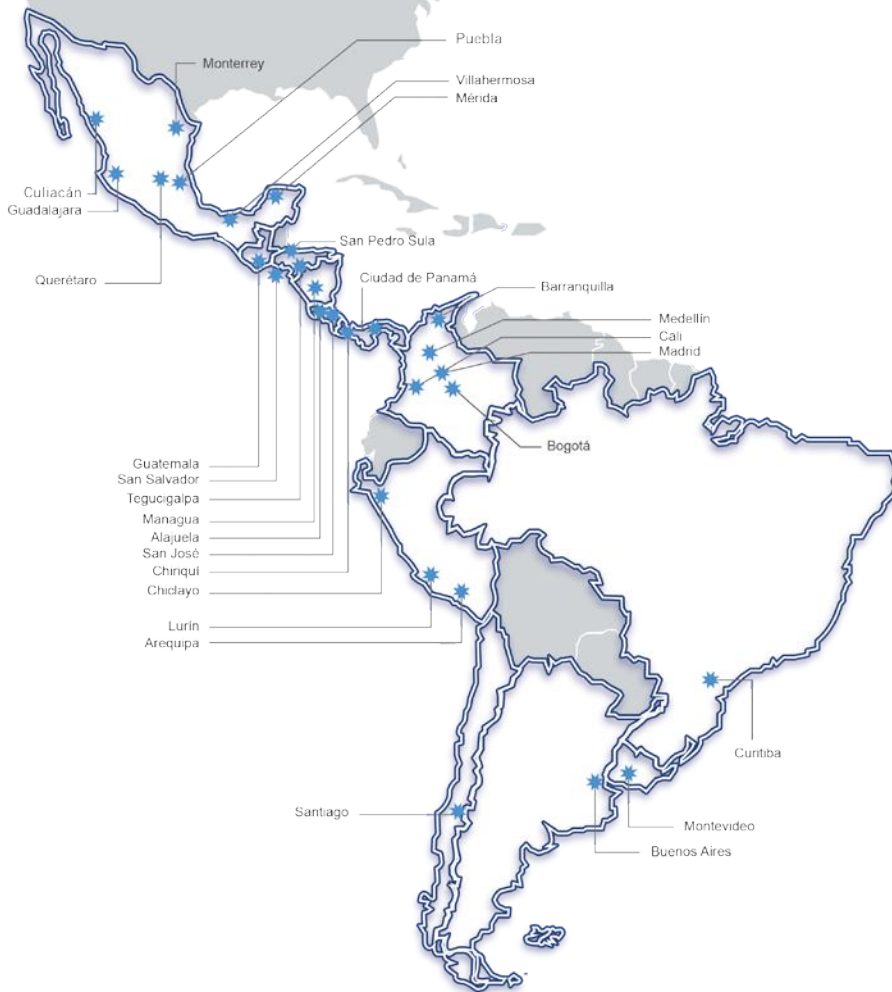 Puebla
Monterrey
Villahermosa
Mérida
Culiacán
Guadalajara
San Pedro Sula
Querétaro
Ciudad de Panamá
Barranquilla
Medellín
Cali
Madrid
Bogotá
Guatemala
San Salvador
Tegucigalpa
Managua
Alajuela
San José
Chiriquí
Chiclayo
Lurín
Arequipa
Curitiba
Santiago
Montevideo
Buenos Aires